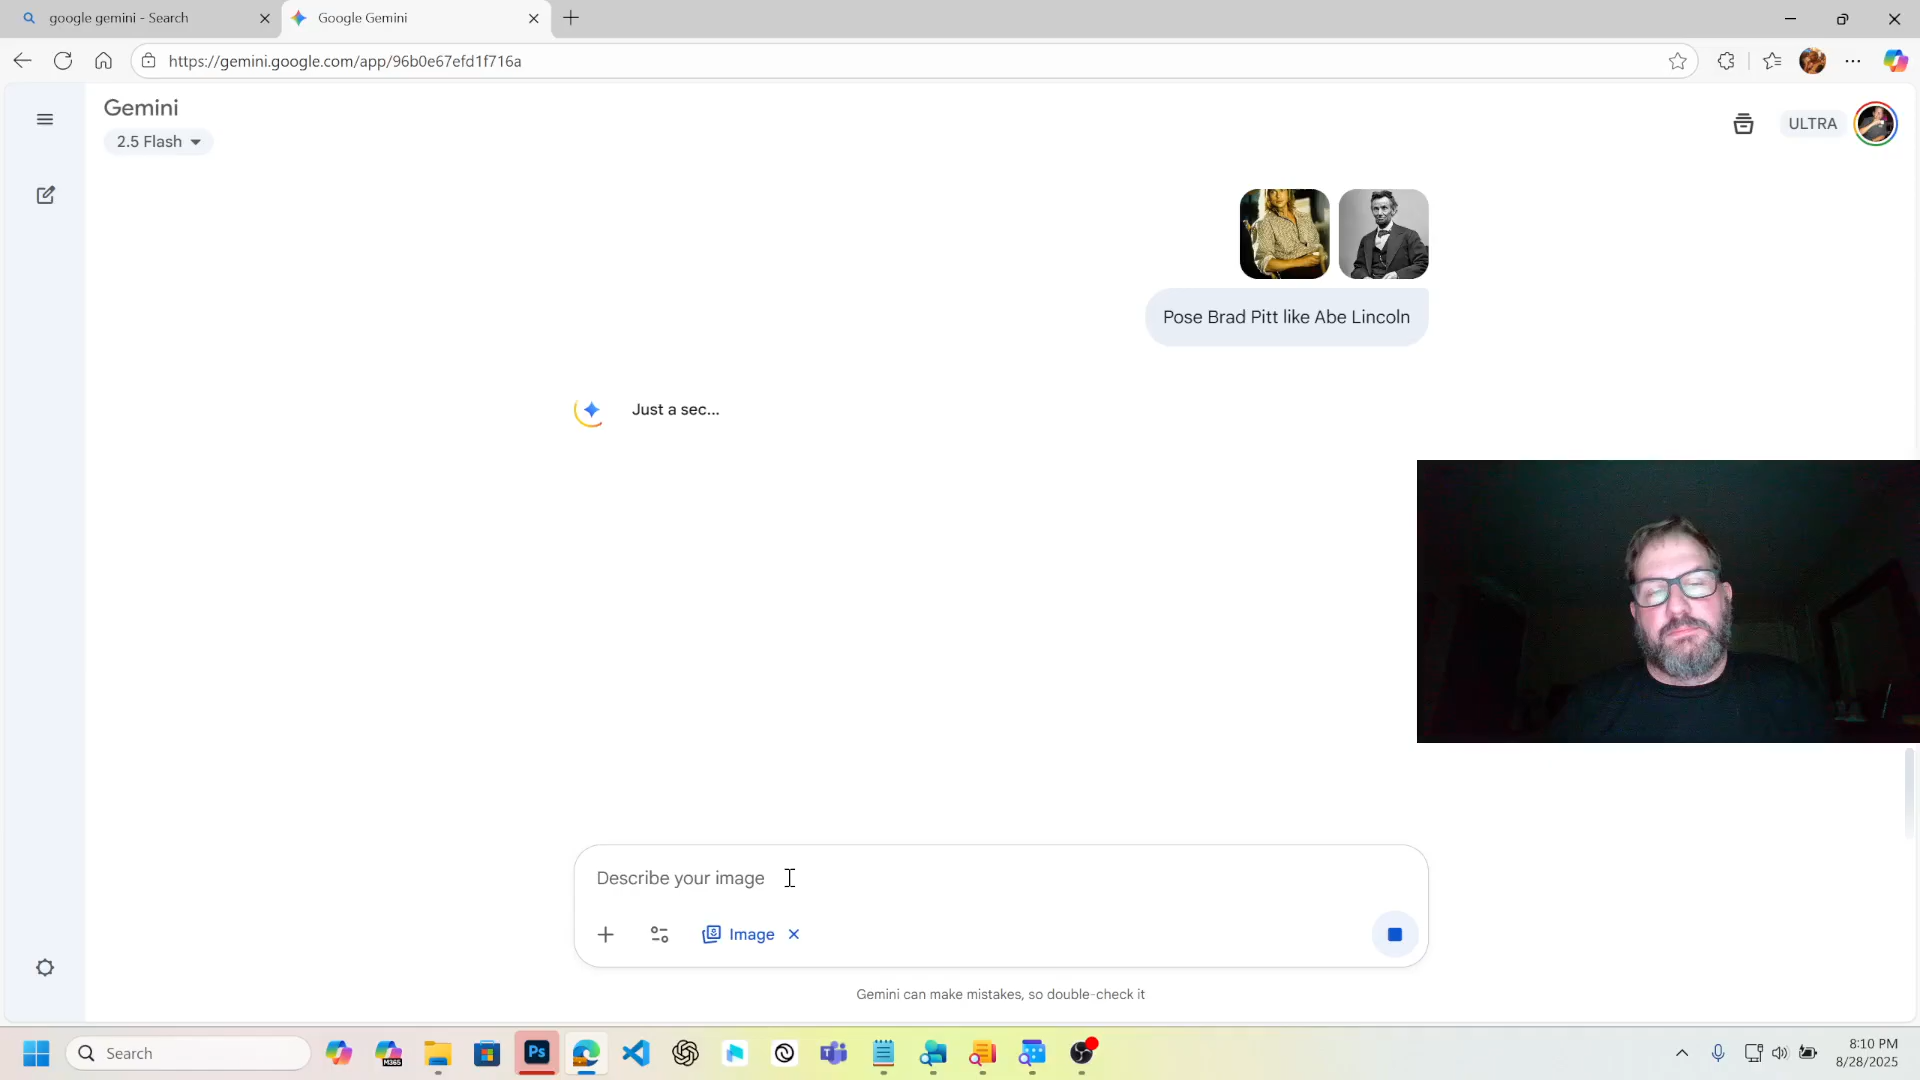 google gemini - Search
Google Gemini
https://gemini.google.com/app/96b0e67efd1f716a
Gemini
2.5 Flash
ULTRA
Pose Brad Pitt like Abe Lincoln
Just a sec...
Describe your image
Image
Gemini can make mistakes, so double-check it
Search
M365
Ps
8:10 PM
8/28/2025